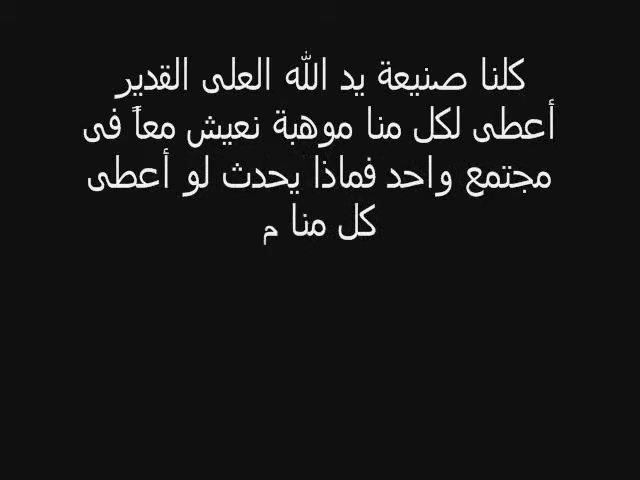 كلنا صنيعة يد الله العلى القدير
أعطى لكل منا موهبة نعيش معاً فى
مجتمع واحد فماذا يحدث لو أعطى
كل منا م